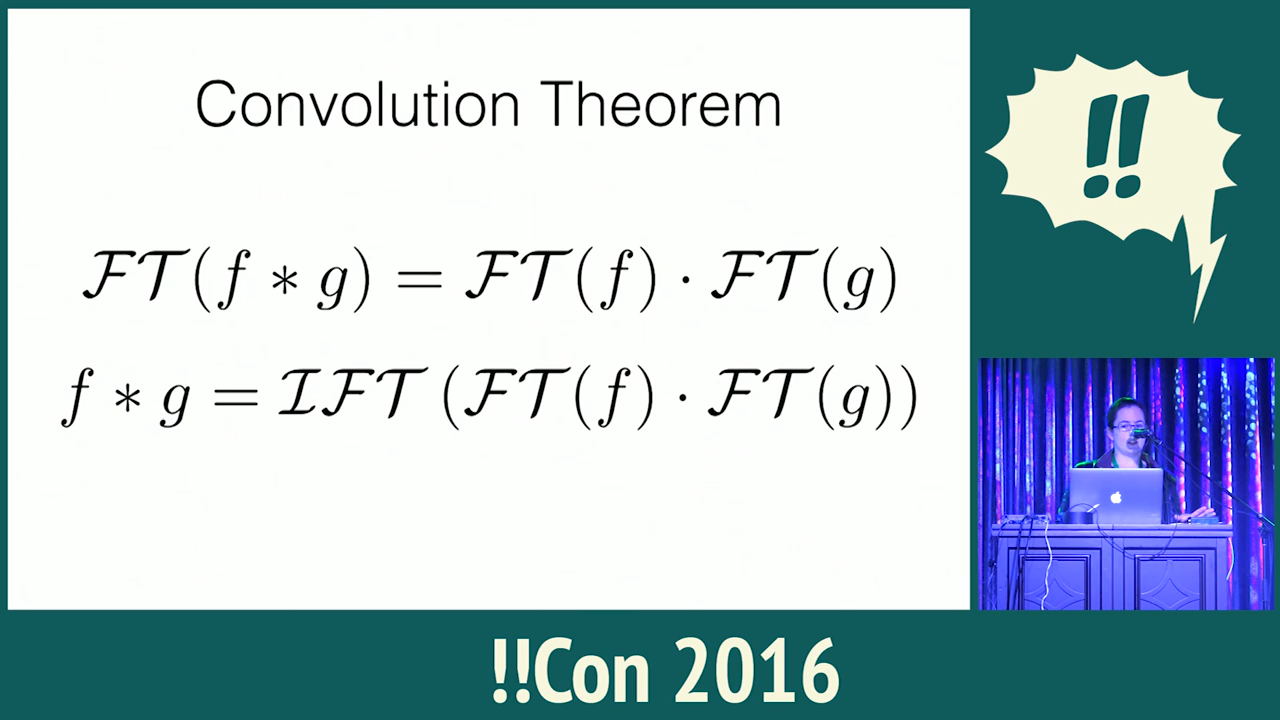 Convolution Theorem
ℱ𝒯(f ∗ g) = ℱ𝒯(f) · ℱ𝒯(g)
f ∗ g = ℐℱ𝒯 (ℱ𝒯(f) · ℱ𝒯(g))
!!
!!Con 2016